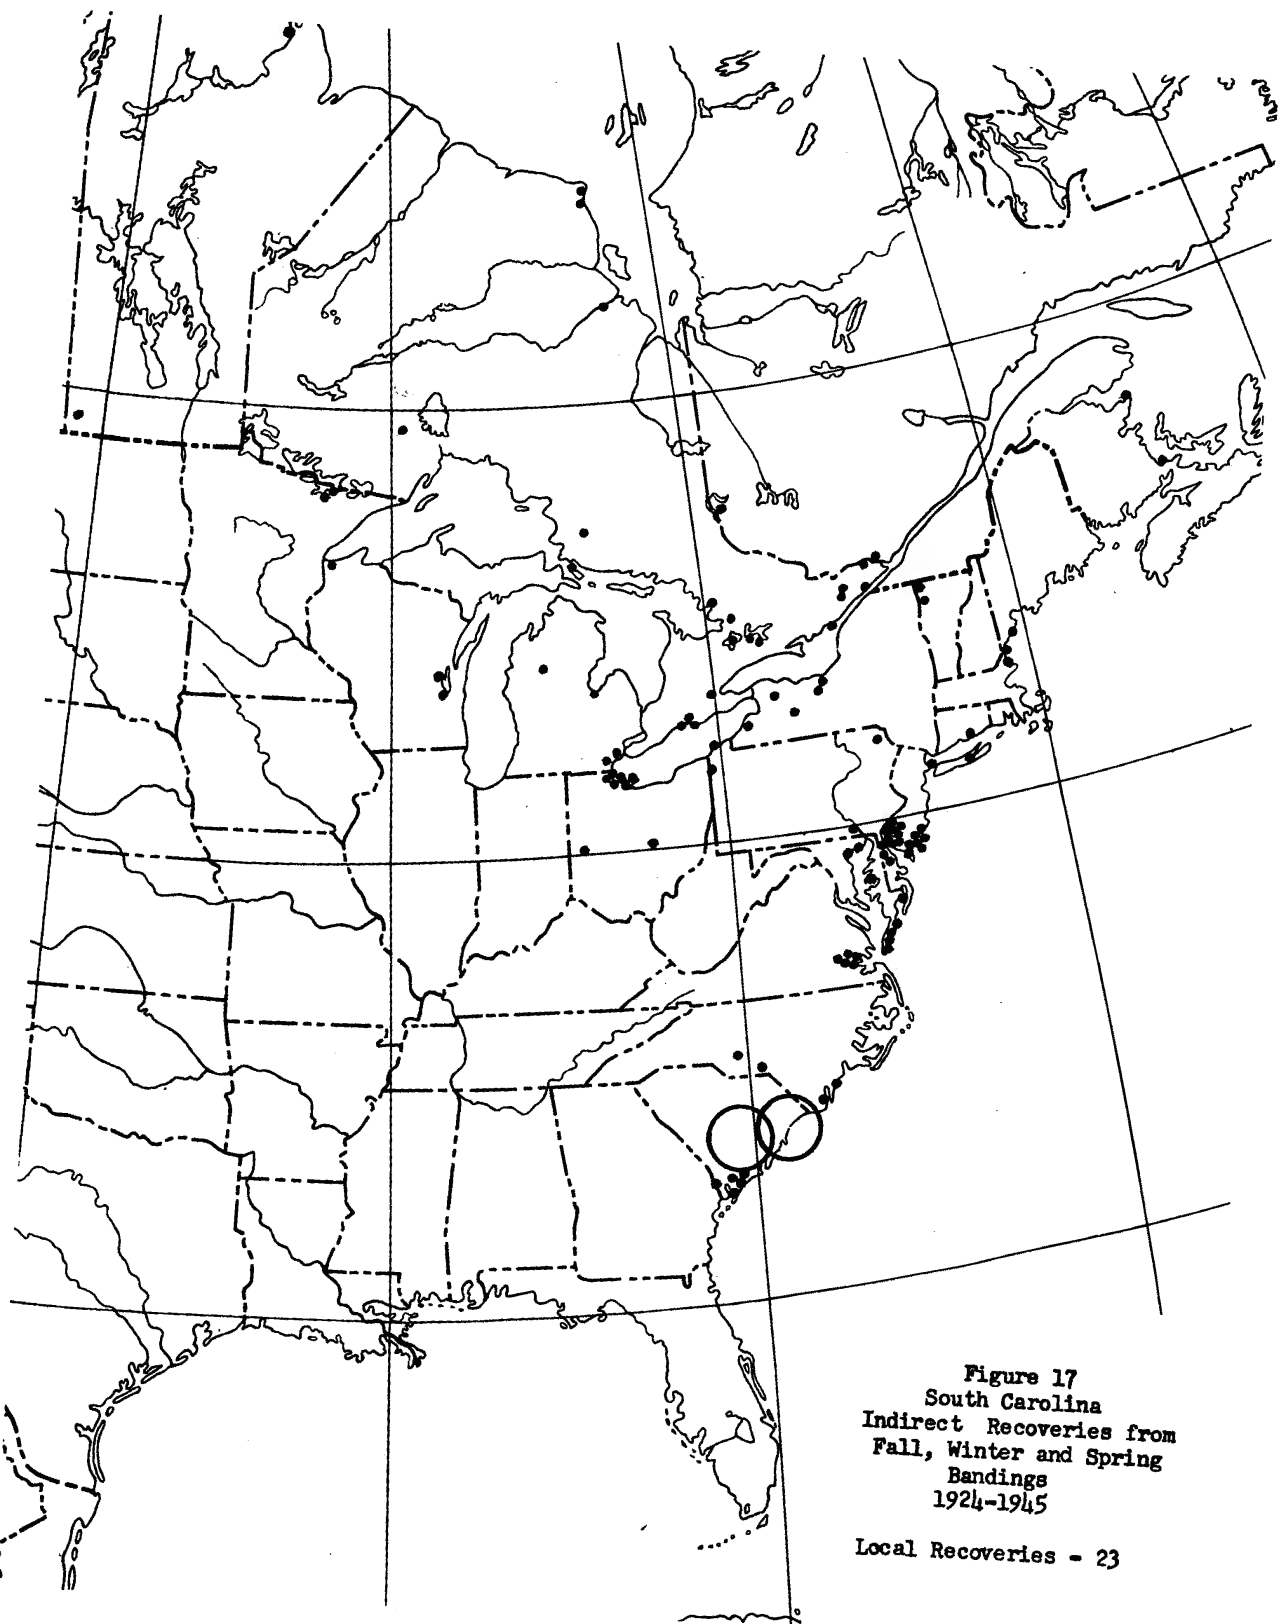 Figure 17
South Carolina
Indirect Recoveries from
Fall, Winter and Spring
Bandings
1924-1945
Local Recoveries - 23